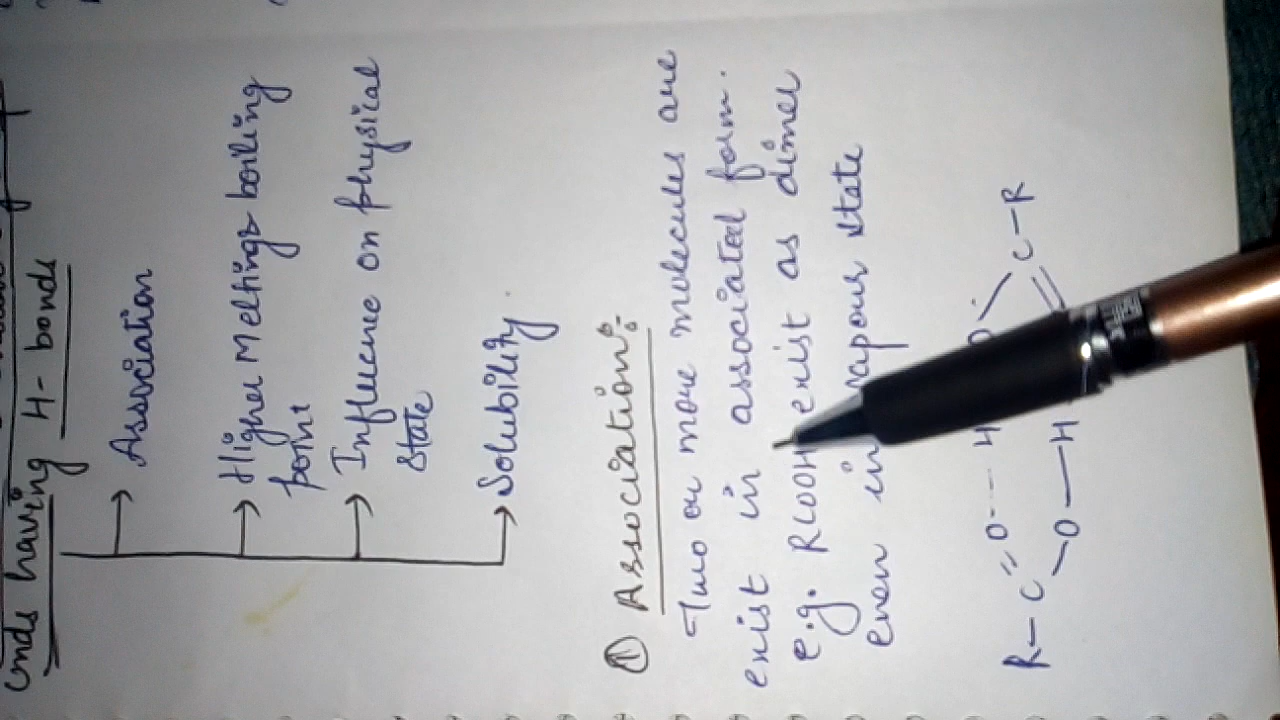 unds having H-bonds
→ Association
→ Higher Meltings boiling
point
→ Influence on physical
state
→ Solubility.
① Association:-
Two or more molecules are
exist in associated form.
e.g. RCOOH exist as dimer
even in vapour state
R-C=O---H O-C-R
-O-H